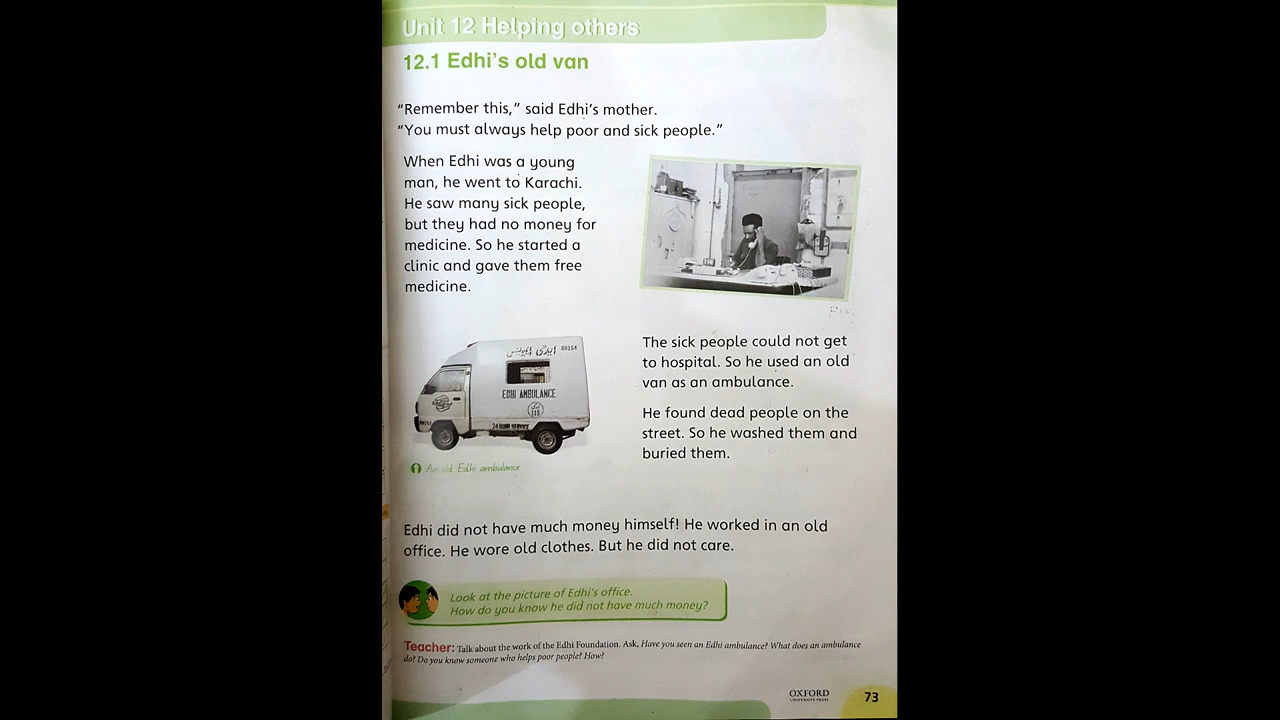 Unit 12 Helping others
12.1 Edhi's old van
"Remember this," said Edhi's mother.
"You must always help poor and sick people."
When Edhi was a young
man, he went to Karachi.
He saw many sick people,
but they had no money for
medicine. So he started a
clinic and gave them free
medicine.
ایدھی ایمبولینس
EDHI AMBULANCE
115
24 HOUR SERVICE
An old Edhi ambulance
The sick people could not get
to hospital. So he used an old
van as an ambulance.
He found dead people on the
street. So he washed them and
buried them.
Edhi did not have much money himself! He worked in an old
office. He wore old clothes. But he did not care.
Look at the picture of Edhi's office.
How do you know he did not have much money?
Teacher: Talk about the work of the Edhi Foundation. Ask, Have you seen an Edhi ambulance? What does an ambulance
do? Do you know someone who helps poor people? How?
OXFORD
UNIVERSITY PRESS
73